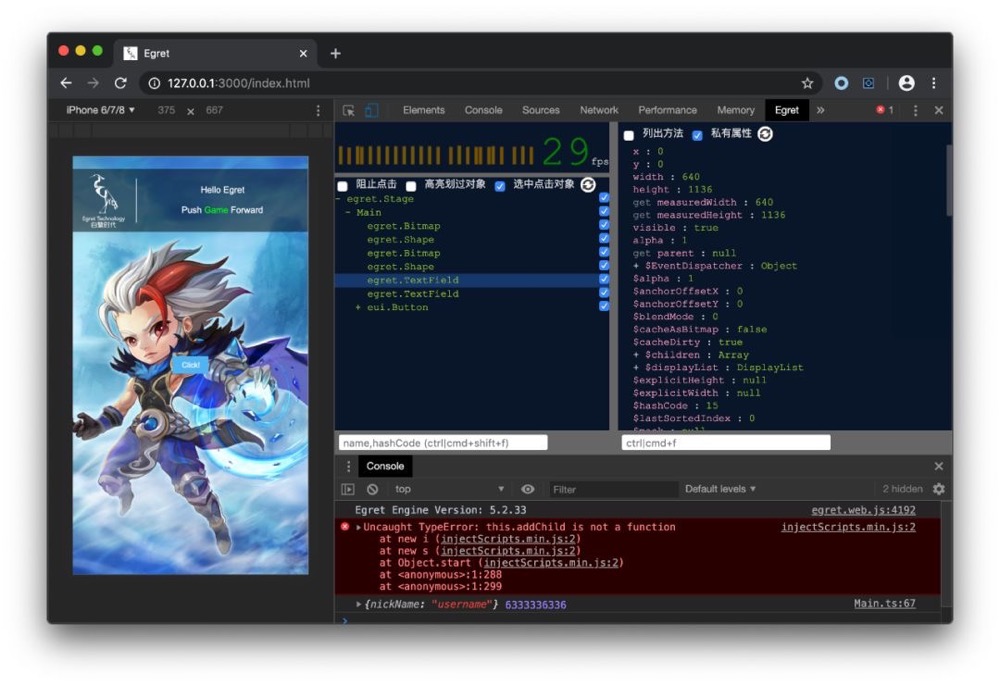 Egret
127.0.0.1:3000/index.html
iPhone 6/7/8 ▾ 375 × 667
Elements Console Sources Network Performance Memory Egret » 1
29 fps
阻止点击 高亮划过对象 选中点击对象
- egret.Stage
- Main
egret.Bitmap
egret.Shape
egret.Bitmap
egret.Shape
egret.TextField
egret.TextField
+ eui.Button
name,hashCode (ctrl|cmd+shift+f)
列出方法 私有属性
x : 0
y : 0
width : 640
height : 1136
get measuredWidth : 640
get measuredHeight : 1136
visible : true
alpha : 1
get parent : null
+ $EventDispatcher : Object
$alpha : 1
$anchorOffsetX : 0
$anchorOffsetY : 0
$blendMode : 0
$cacheAsBitmap : false
$cacheDirty : true
+ $children : Array
+ $displayList : DisplayList
$explicitHeight : null
$explicitWidth : null
$hashCode : 15
$lastSortedIndex : 0
ctrl|cmd+f
Egret Technology
白鹭时代
Hello Egret
Push Game Forward
Click!
Console
top ▾ Filter Default levels ▾ 2 hidden
Egret Engine Version: 5.2.33 egret.web.js:4192
Uncaught TypeError: this.addChild is not a function injectScripts.min.js:2
at new i (injectScripts.min.js:2)
at new s (injectScripts.min.js:2)
at Object.start (injectScripts.min.js:2)
at <anonymous>:1:288
at <anonymous>:1:299
{nickName: "username"} 6333336336 Main.ts:67